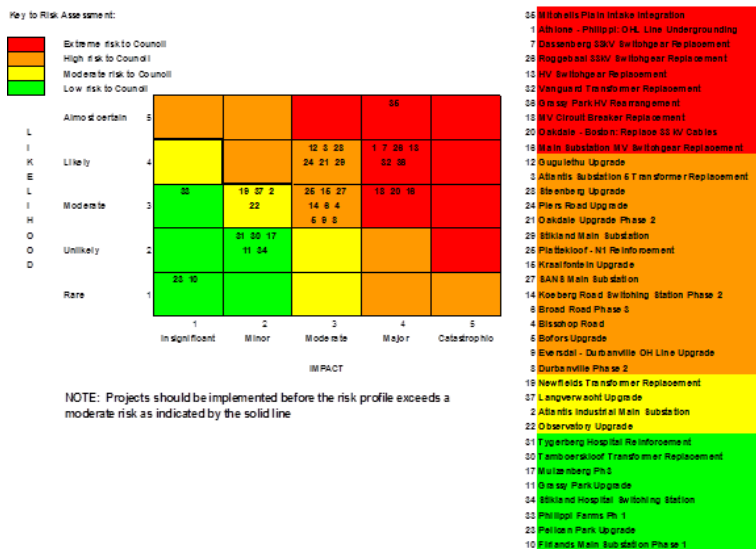 Key to Risk Assessment:
Extreme risk to Council
High risk to Council
Moderate risk to Council
Low risk to Council
L I K E L I H O O D
Almost certain 5 35
Likely 4
12 3 28 1 7 26 13
24 21 29 32 36
Moderate 3
33 19 37 2 25 15 27 18 20 16
22 14 6 4
5 9 8
Unlikely 2
31 30 17
11 34
Rare 1
23 10
1 2 3 4 5
Insignificant Minor Moderate Major Catastrophic
IMPACT
NOTE: Projects should be implemented before the risk profile exceeds a
moderate risk as indicated by the solid line
35 Mitchells Plain Intake Integration
1 Athlone - Philippi: OHL Line Undergrounding
7 Dassenberg 33kV Switchgear Replacement
26 Roggebaai 33kV Switchgear Replacement
13 HV Switchgear Replacement
32 Vanguard Transformer Replacement
36 Grassy Park HV Rearrangement
18 MV Circuit Breaker Replacement
20 Oakdale - Boston: Replace 33 kV Cables
16 Main Substation MV Switchgear Replacement
12 Gugulethu Upgrade
3 Atlantis Substation 5 Transformer Replacement
28 Steenberg Upgrade
24 Piers Road Upgrade
21 Oakdale Upgrade Phase 2
29 Stikland Main Substation
25 Plattekloof - N1 Reinforcement
15 Kraaifontein Upgrade
27 SANS Main Substation
14 Koeberg Road Switching Station Phase 2
6 Broad Road Phase 3
4 Bisschop Road
5 Bofors Upgrade
9 Eversdal - Durbanville OH Line Upgrade
8 Durbanville Phase 2
19 Newfields Transformer Replacement
37 Langverwacht Upgrade
2 Atlantis Industrial Main Substation
22 Observatory Upgrade
31 Tygerberg Hospital Reinforcement
30 Tamboerskloof Transformer Replacement
17 Muizenberg Ph3
11 Grassy Park Upgrade
34 Stikland Hospital Switching Station
33 Philippi Farms Ph 1
23 Pelican Park Upgrade
10 Firlands Main Substation Phase 1